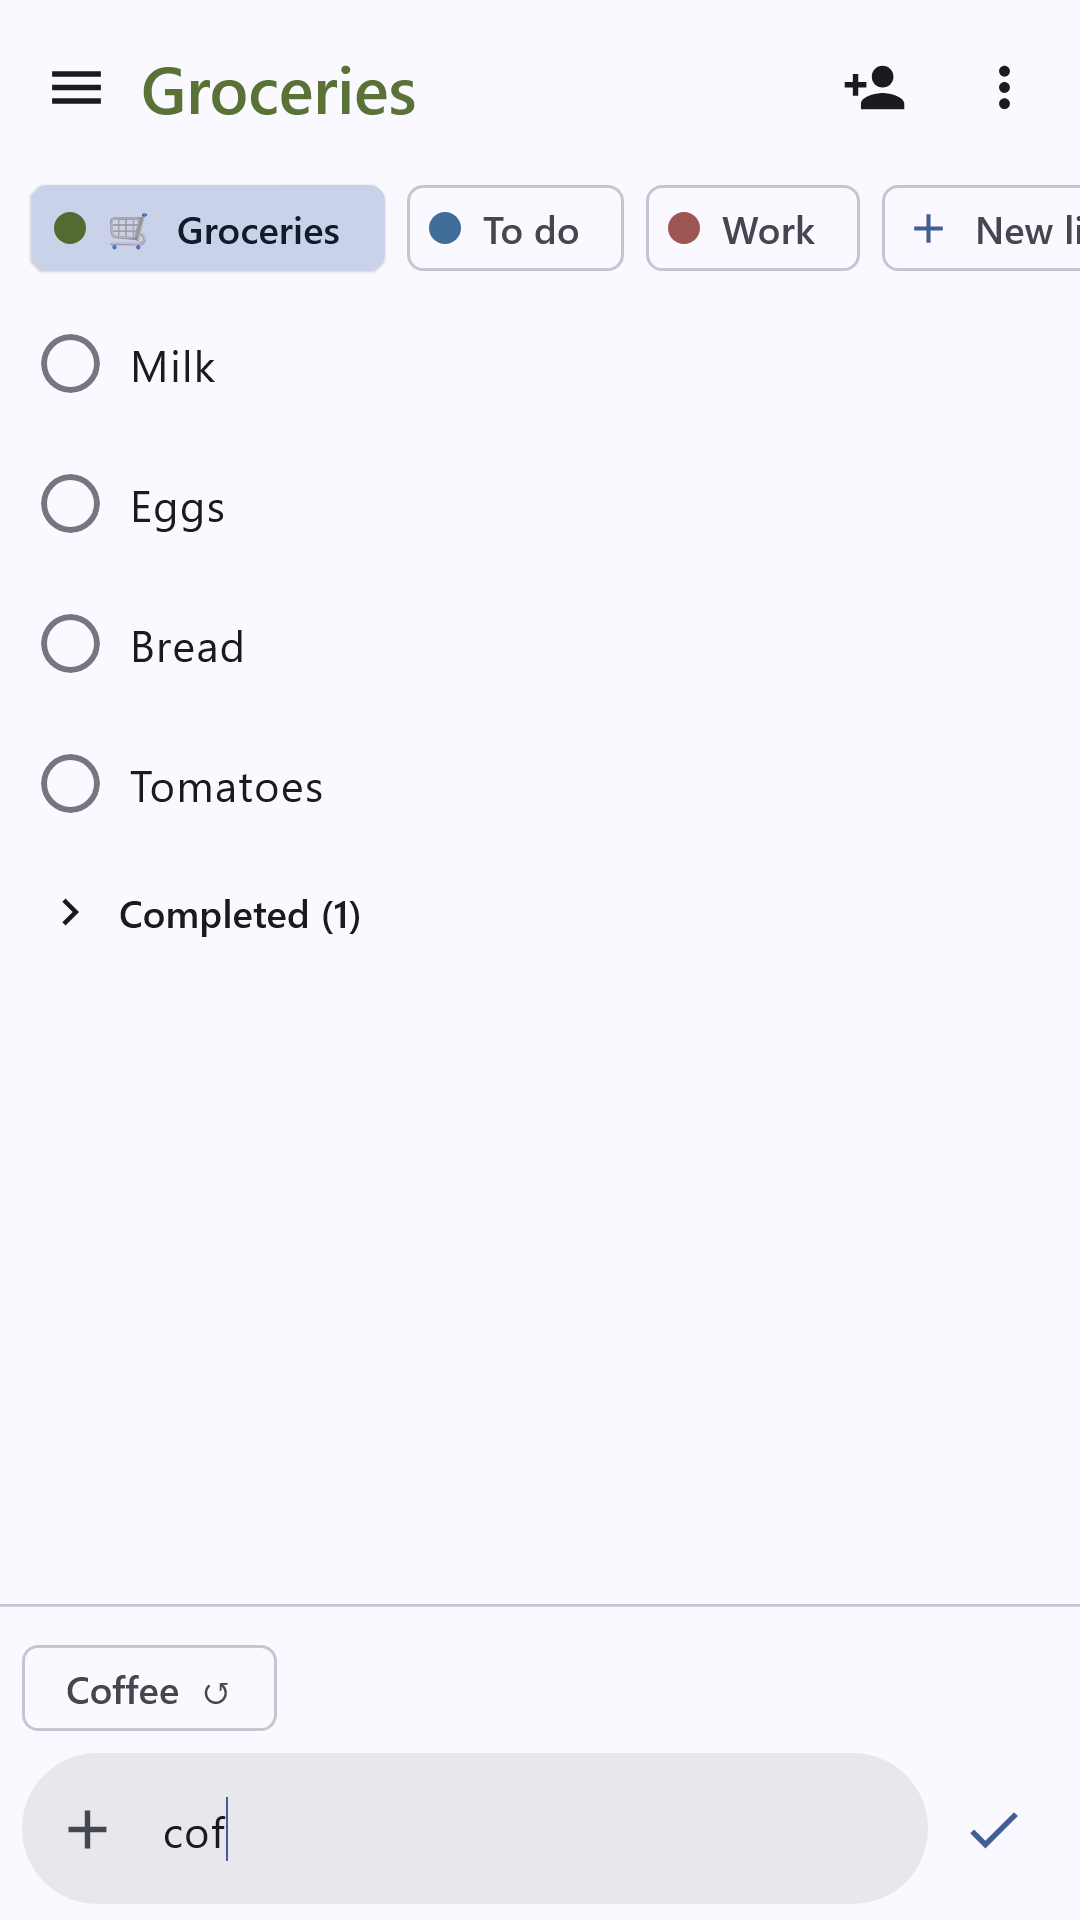 Groceries
🛒 Groceries
To do
Work
+ New li
Milk
Eggs
Bread
Tomatoes
Completed (1)
Coffee ↺
cof